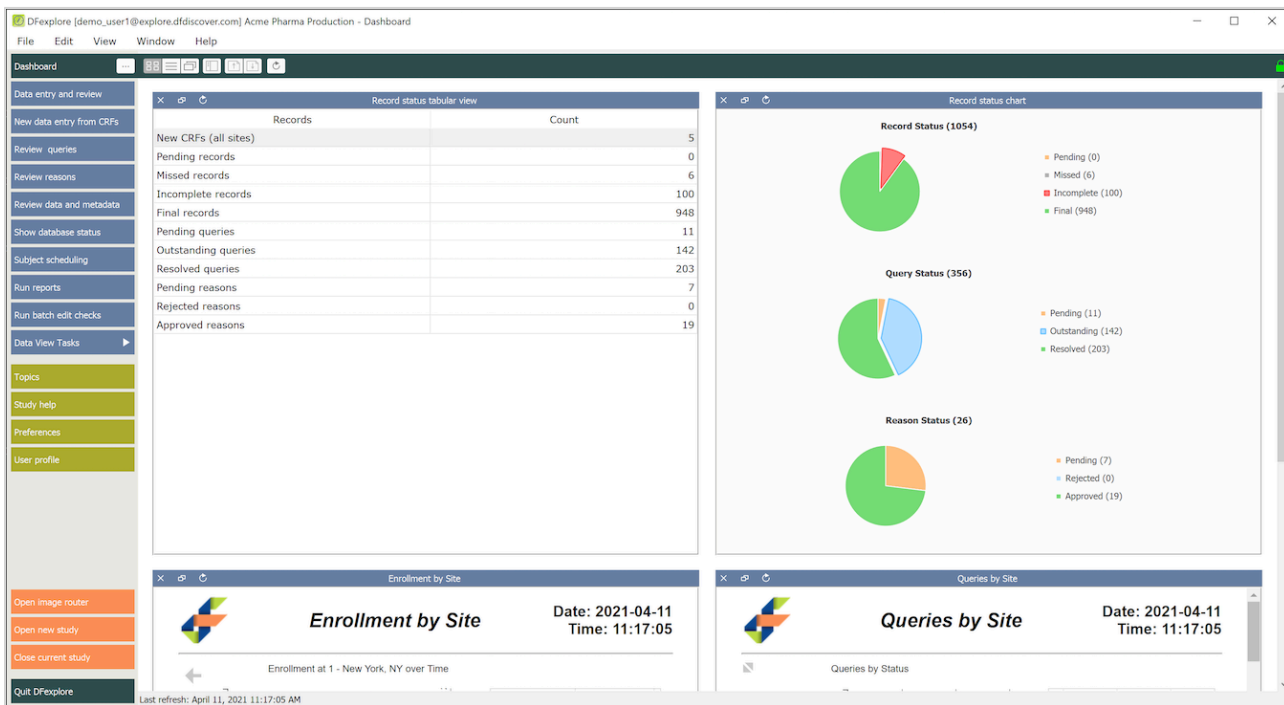 DFexplore [demo_user1@explore.dfdiscover.com] Acme Pharma Production - Dashboard
File Edit View Window Help
Dashboard
Data entry and review
New data entry from CRFs
Review queries
Review reasons
Review data and metadata
Show database status
Subject scheduling
Run reports
Run batch edit checks
Data View Tasks
Topics
Study help
Preferences
User profile
Open image router
Open new study
Close current study
Quit DFexplore
Record status tabular view
Records Count
New CRFs (all sites) 5
Pending records 0
Missed records 6
Incomplete records 100
Final records 948
Pending queries 11
Outstanding queries 142
Resolved queries 203
Pending reasons 7
Rejected reasons 0
Approved reasons 19
Record status chart
Record Status (1054)
Pending (0)
Missed (6)
Incomplete (100)
Final (948)
Query Status (356)
Pending (11)
Outstanding (142)
Resolved (203)
Reason Status (26)
Pending (7)
Rejected (0)
Approved (19)
Enrollment by Site
Enrollment by Site
Date: 2021-04-11
Time: 11:17:05
Enrollment at 1 - New York, NY over Time
Queries by Site
Queries by Site
Date: 2021-04-11
Time: 11:17:05
Queries by Status
Last refresh: April 11, 2021 11:17:05 AM